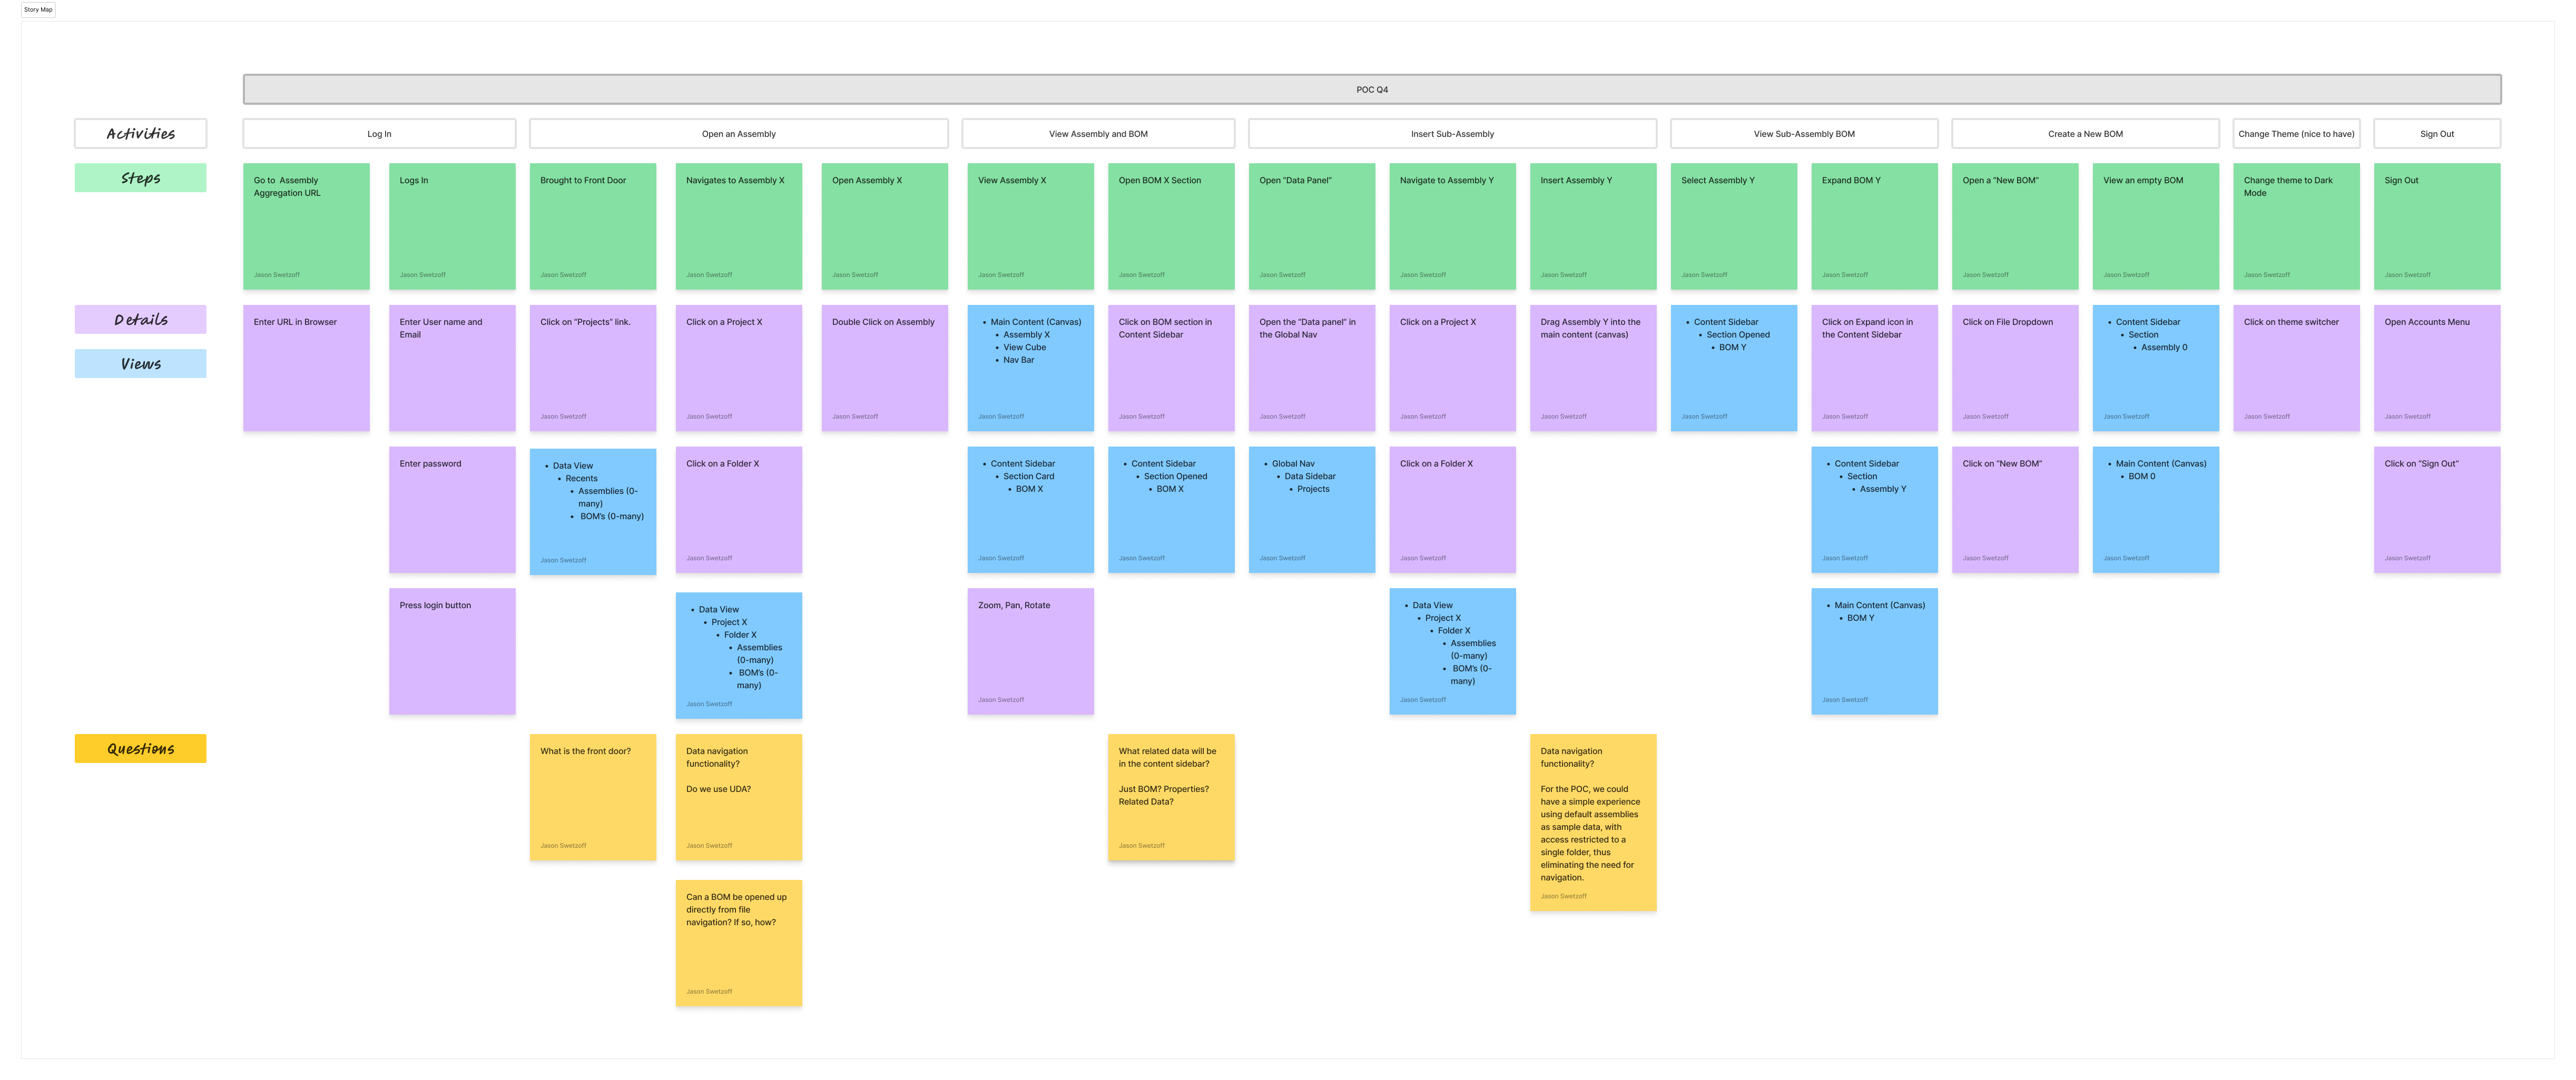 Story Map
POC Q4
Activities
Log In
Open an Assembly
View Assembly and BOM
Insert Sub-Assembly
View Sub-Assembly BOM
Create a New BOM
Change Theme (nice to have)
Sign Out
Steps
Go to  Assembly
Aggregation URL
Jason Swetzoff
Logs In
Jason Swetzoff
Brought to Front Door
Jason Swetzoff
Navigates to Assembly X
Jason Swetzoff
Open Assembly X
Jason Swetzoff
View Assembly X
Jason Swetzoff
Open BOM X Section
Jason Swetzoff
Open “Data Panel”
Jason Swetzoff
Navigate to Assembly Y
Jason Swetzoff
Insert Assembly Y
Jason Swetzoff
Select Assembly Y
Jason Swetzoff
Expand BOM Y
Jason Swetzoff
Open a “New BOM”
Jason Swetzoff
View an empty BOM
Jason Swetzoff
Change theme to Dark
Mode
Jason Swetzoff
Sign Out
Jason Swetzoff
Details
Views
Enter URL in Browser
Enter User name and
Email
Click on “Projects” link.
Jason Swetzoff
Click on a Project X
Jason Swetzoff
Double Click on Assembly
Jason Swetzoff
• Main Content (Canvas)
• Assembly X
• View Cube
• Nav Bar
Jason Swetzoff
Click on BOM section in
Content Sidebar
Jason Swetzoff
Open the “Data panel” in
the Global Nav
Jason Swetzoff
Click on a Project X
Jason Swetzoff
Drag Assembly Y into the
main content (canvas)
Jason Swetzoff
• Content Sidebar
• Section Opened
• BOM Y
Jason Swetzoff
Click on Expand icon in
the Content Sidebar
Jason Swetzoff
Click on File Dropdown
Jason Swetzoff
• Content Sidebar
• Section
• Assembly 0
Jason Swetzoff
Click on theme switcher
Jason Swetzoff
Open Accounts Menu
Jason Swetzoff
Enter password
• Data View
• Recents
• Assemblies (0-
many)
• BOM’s (0-many)
Jason Swetzoff
Click on a Folder X
Jason Swetzoff
• Content Sidebar
• Section Card
• BOM X
Jason Swetzoff
• Content Sidebar
• Section Opened
• BOM X
Jason Swetzoff
• Global Nav
• Data Sidebar
• Projects
Jason Swetzoff
Click on a Folder X
Jason Swetzoff
• Content Sidebar
• Section
• Assembly Y
Jason Swetzoff
Click on “New BOM”
Jason Swetzoff
• Main Content (Canvas)
• BOM 0
Jason Swetzoff
Click on “Sign Out”
Jason Swetzoff
Press login button
• Data View
• Project X
• Folder X
• Assemblies
(0-many)
• BOM’s (0-
many)
Jason Swetzoff
Zoom, Pan, Rotate
Jason Swetzoff
• Data View
• Project X
• Folder X
• Assemblies
(0-many)
• BOM’s (0-
many)
Jason Swetzoff
• Main Content (Canvas)
• BOM Y
Jason Swetzoff
Questions
What is the front door?
Jason Swetzoff
Data navigation
functionality?
Do we use UDA?
Jason Swetzoff
What related data will be
in the content sidebar?
Just BOM? Properties?
Related Data?
Jason Swetzoff
Data navigation
functionality?
For the POC, we could
have a simple experience
using default assemblies
as sample data, with
access restricted to a
single folder, thus
eliminating the need for
navigation.
Jason Swetzoff
Can a BOM be opened up
directly from file
navigation? If so, how?
Jason Swetzoff